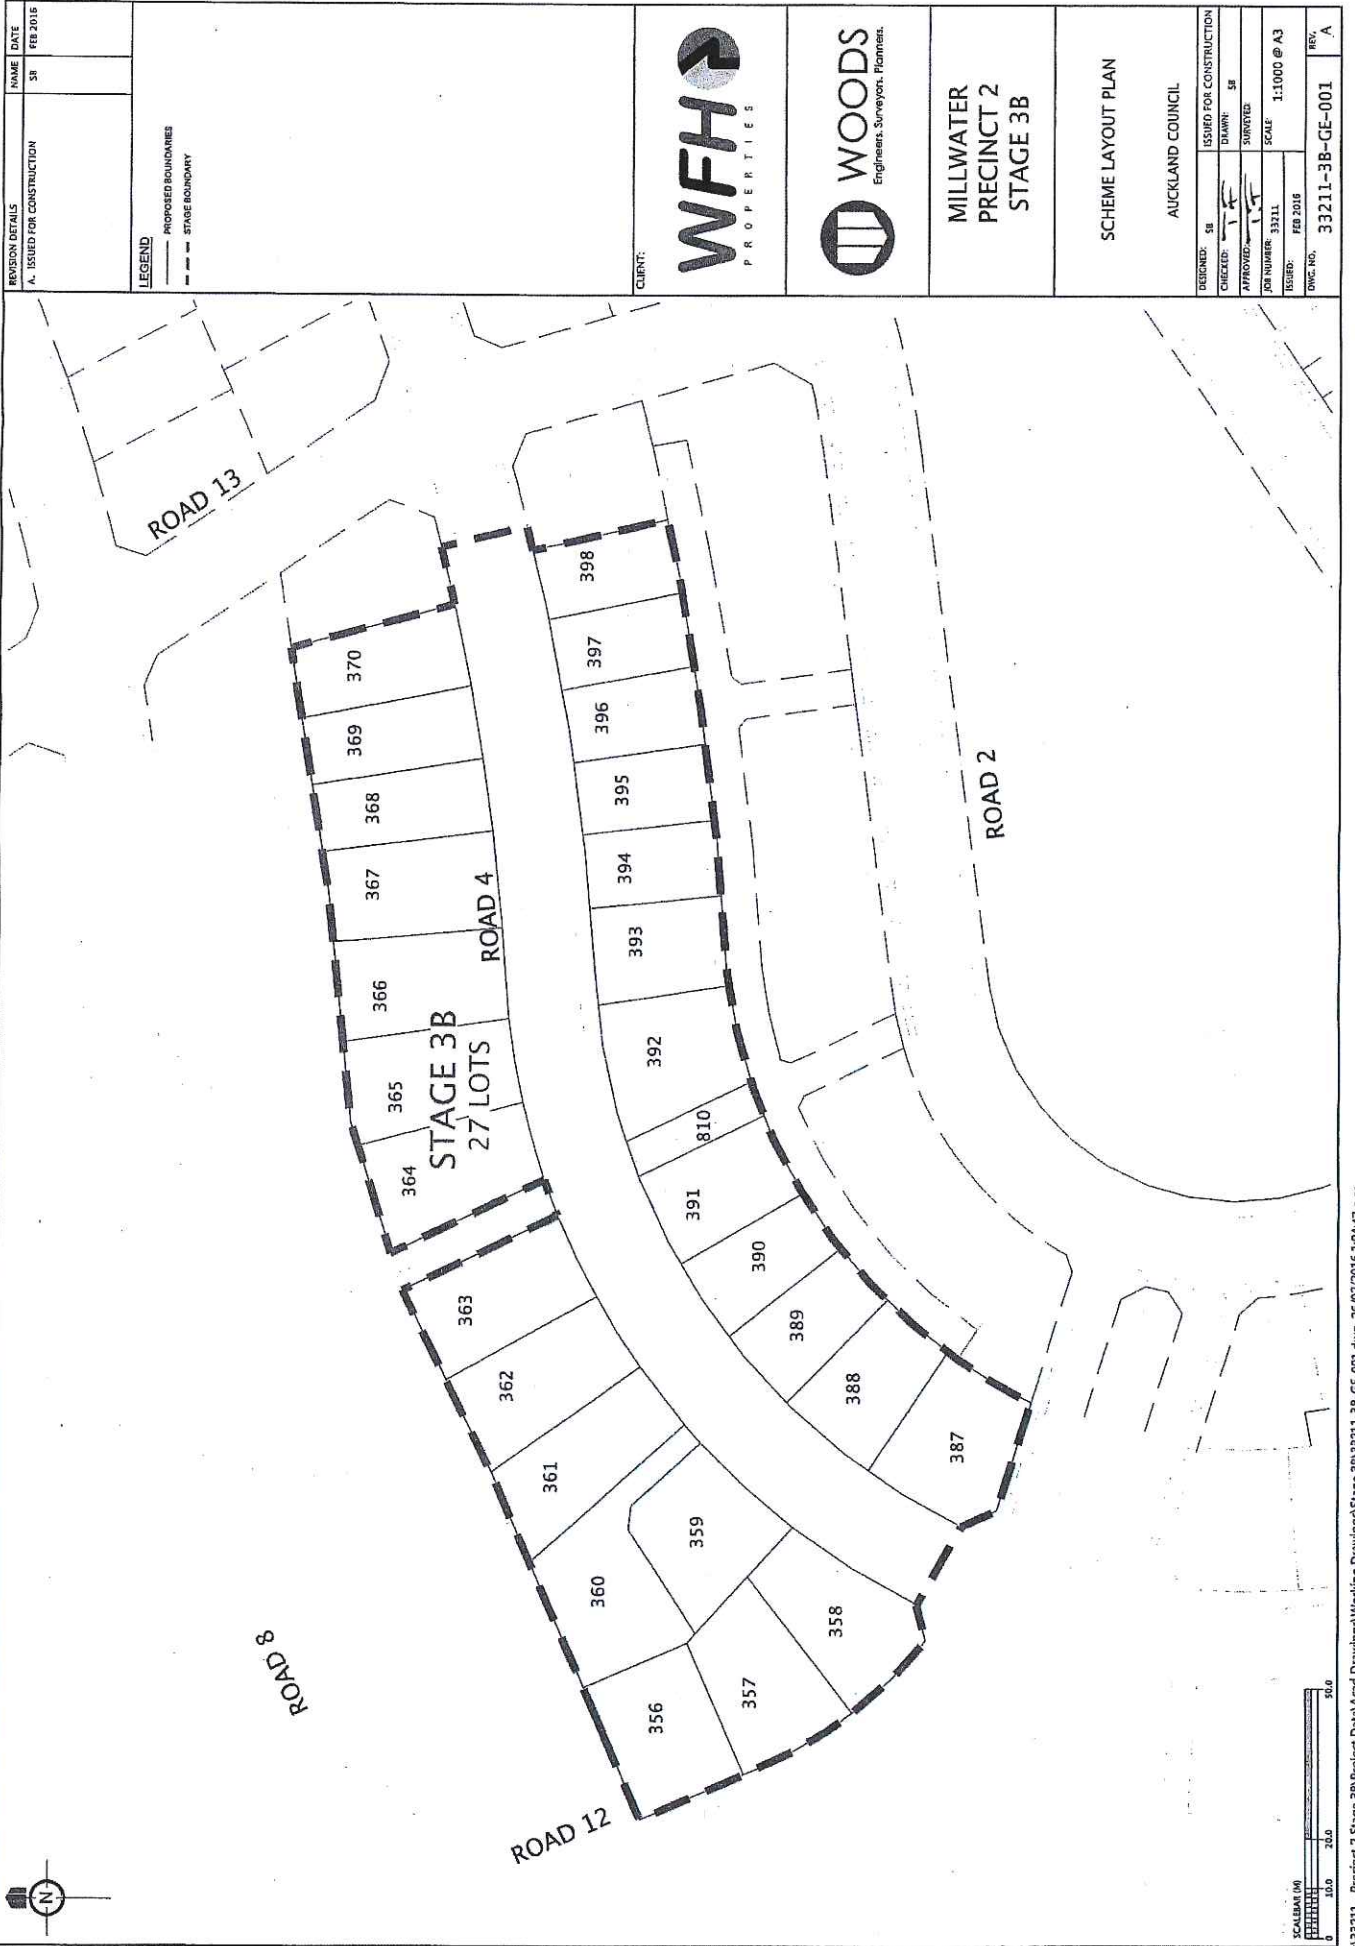 REVISION DETAILS NAME DATE
A. ISSUED FOR CONSTRUCTION SB FEB 2016
LEGEND
PROPOSED BOUNDARIES
STAGE BOUNDARY
CLIENT:
WFH
PROPERTIES
WOODS
Engineers. Surveyors. Planners.
MILLWATER
PRECINCT 2
STAGE 3B
SCHEME LAYOUT PLAN
AUCKLAND COUNCIL
DESIGNED: SB ISSUED FOR CONSTRUCTION
CHECKED: DRAWN: SB
APPROVED: SURVEYED:
JOB NUMBER: 33211 SCALE: 1:1000 @ A3
ISSUED: FEB 2016
DWG. NO. 33211-3B-GE-001 REV. A
N
ROAD 8
ROAD 12
ROAD 13
ROAD 4
ROAD 2
STAGE 3B
27 LOTS
356
357
358
359
360
361
362
363
364
365
366
367
368
369
370
387
388
389
390
391
810
392
393
394
395
396
397
398
SCALEBAR (M)
0 10.0 20.0 50.0